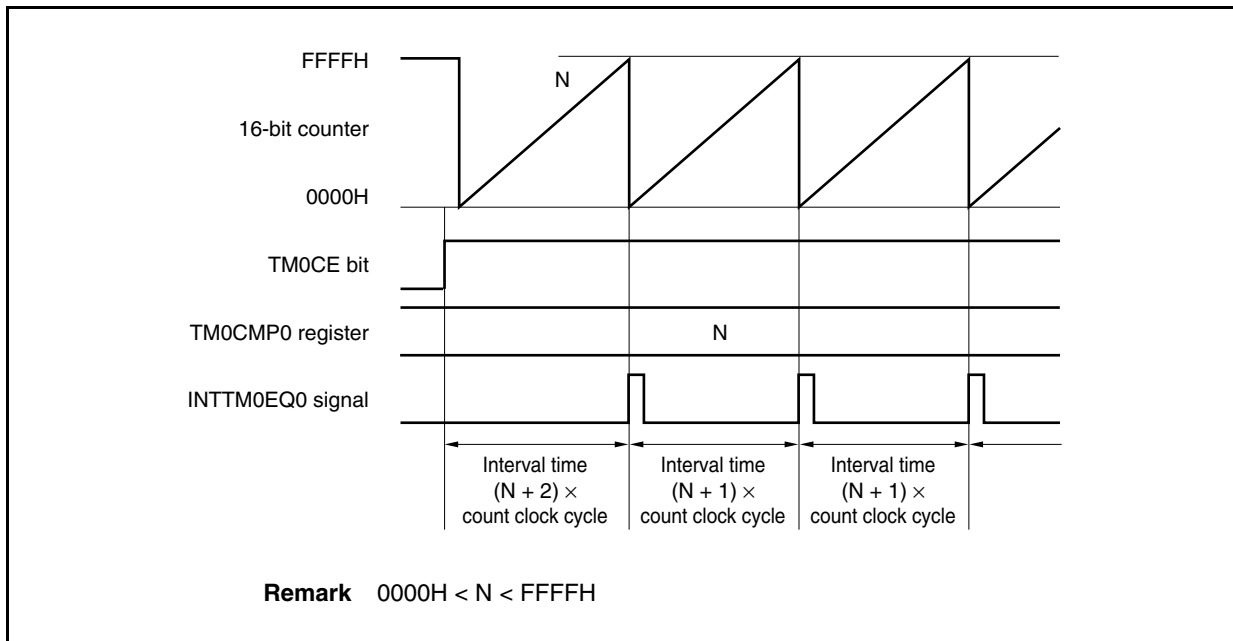 FFFFH
N
16-bit counter
0000H
TM0CE bit
TM0CMP0 register
N
INTTM0EQ0 signal
Interval time
(N + 2) ×
count clock cycle
Interval time
(N + 1) ×
count clock cycle
Interval time
(N + 1) ×
count clock cycle
Remark 0000H < N < FFFFH